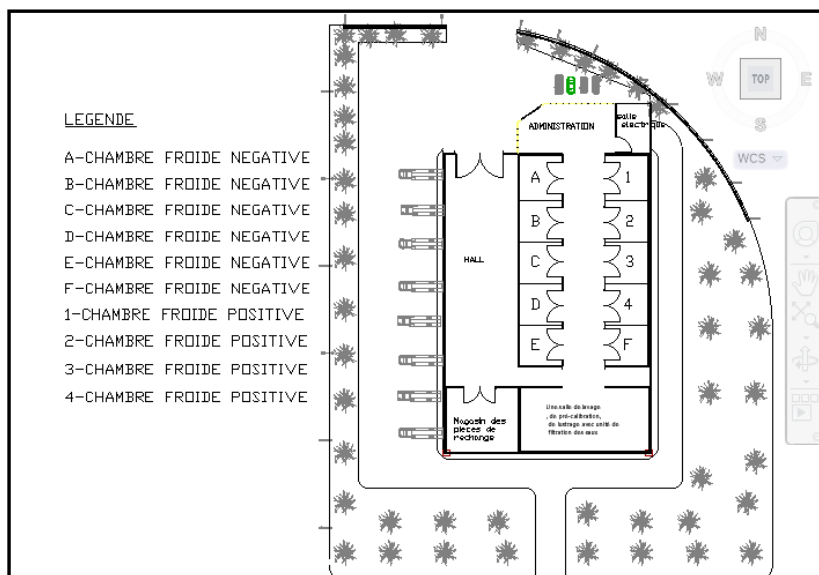 LEGENDE
A-CHAMBRE FROIDE NEGATIVE
B-CHAMBRE FROIDE NEGATIVE
C-CHAMBRE FROIDE NEGATIVE
D-CHAMBRE FROIDE NEGATIVE
E-CHAMBRE FROIDE NEGATIVE
F-CHAMBRE FROIDE NEGATIVE
1-CHAMBRE FROIDE POSITIVE
2-CHAMBRE FROIDE POSITIVE
3-CHAMBRE FROIDE POSITIVE
4-CHAMBRE FROIDE POSITIVE
ADMINISTRATION
salle
electrique
A
1
B
2
C
3
D
4
E
F
HALL
Magasin des
pieces de
rechange
Une salle de lavage
, de pré-calibration,
de lustrage avec unité de
filtration des eaux
N
W
TOP
E
S
WCS